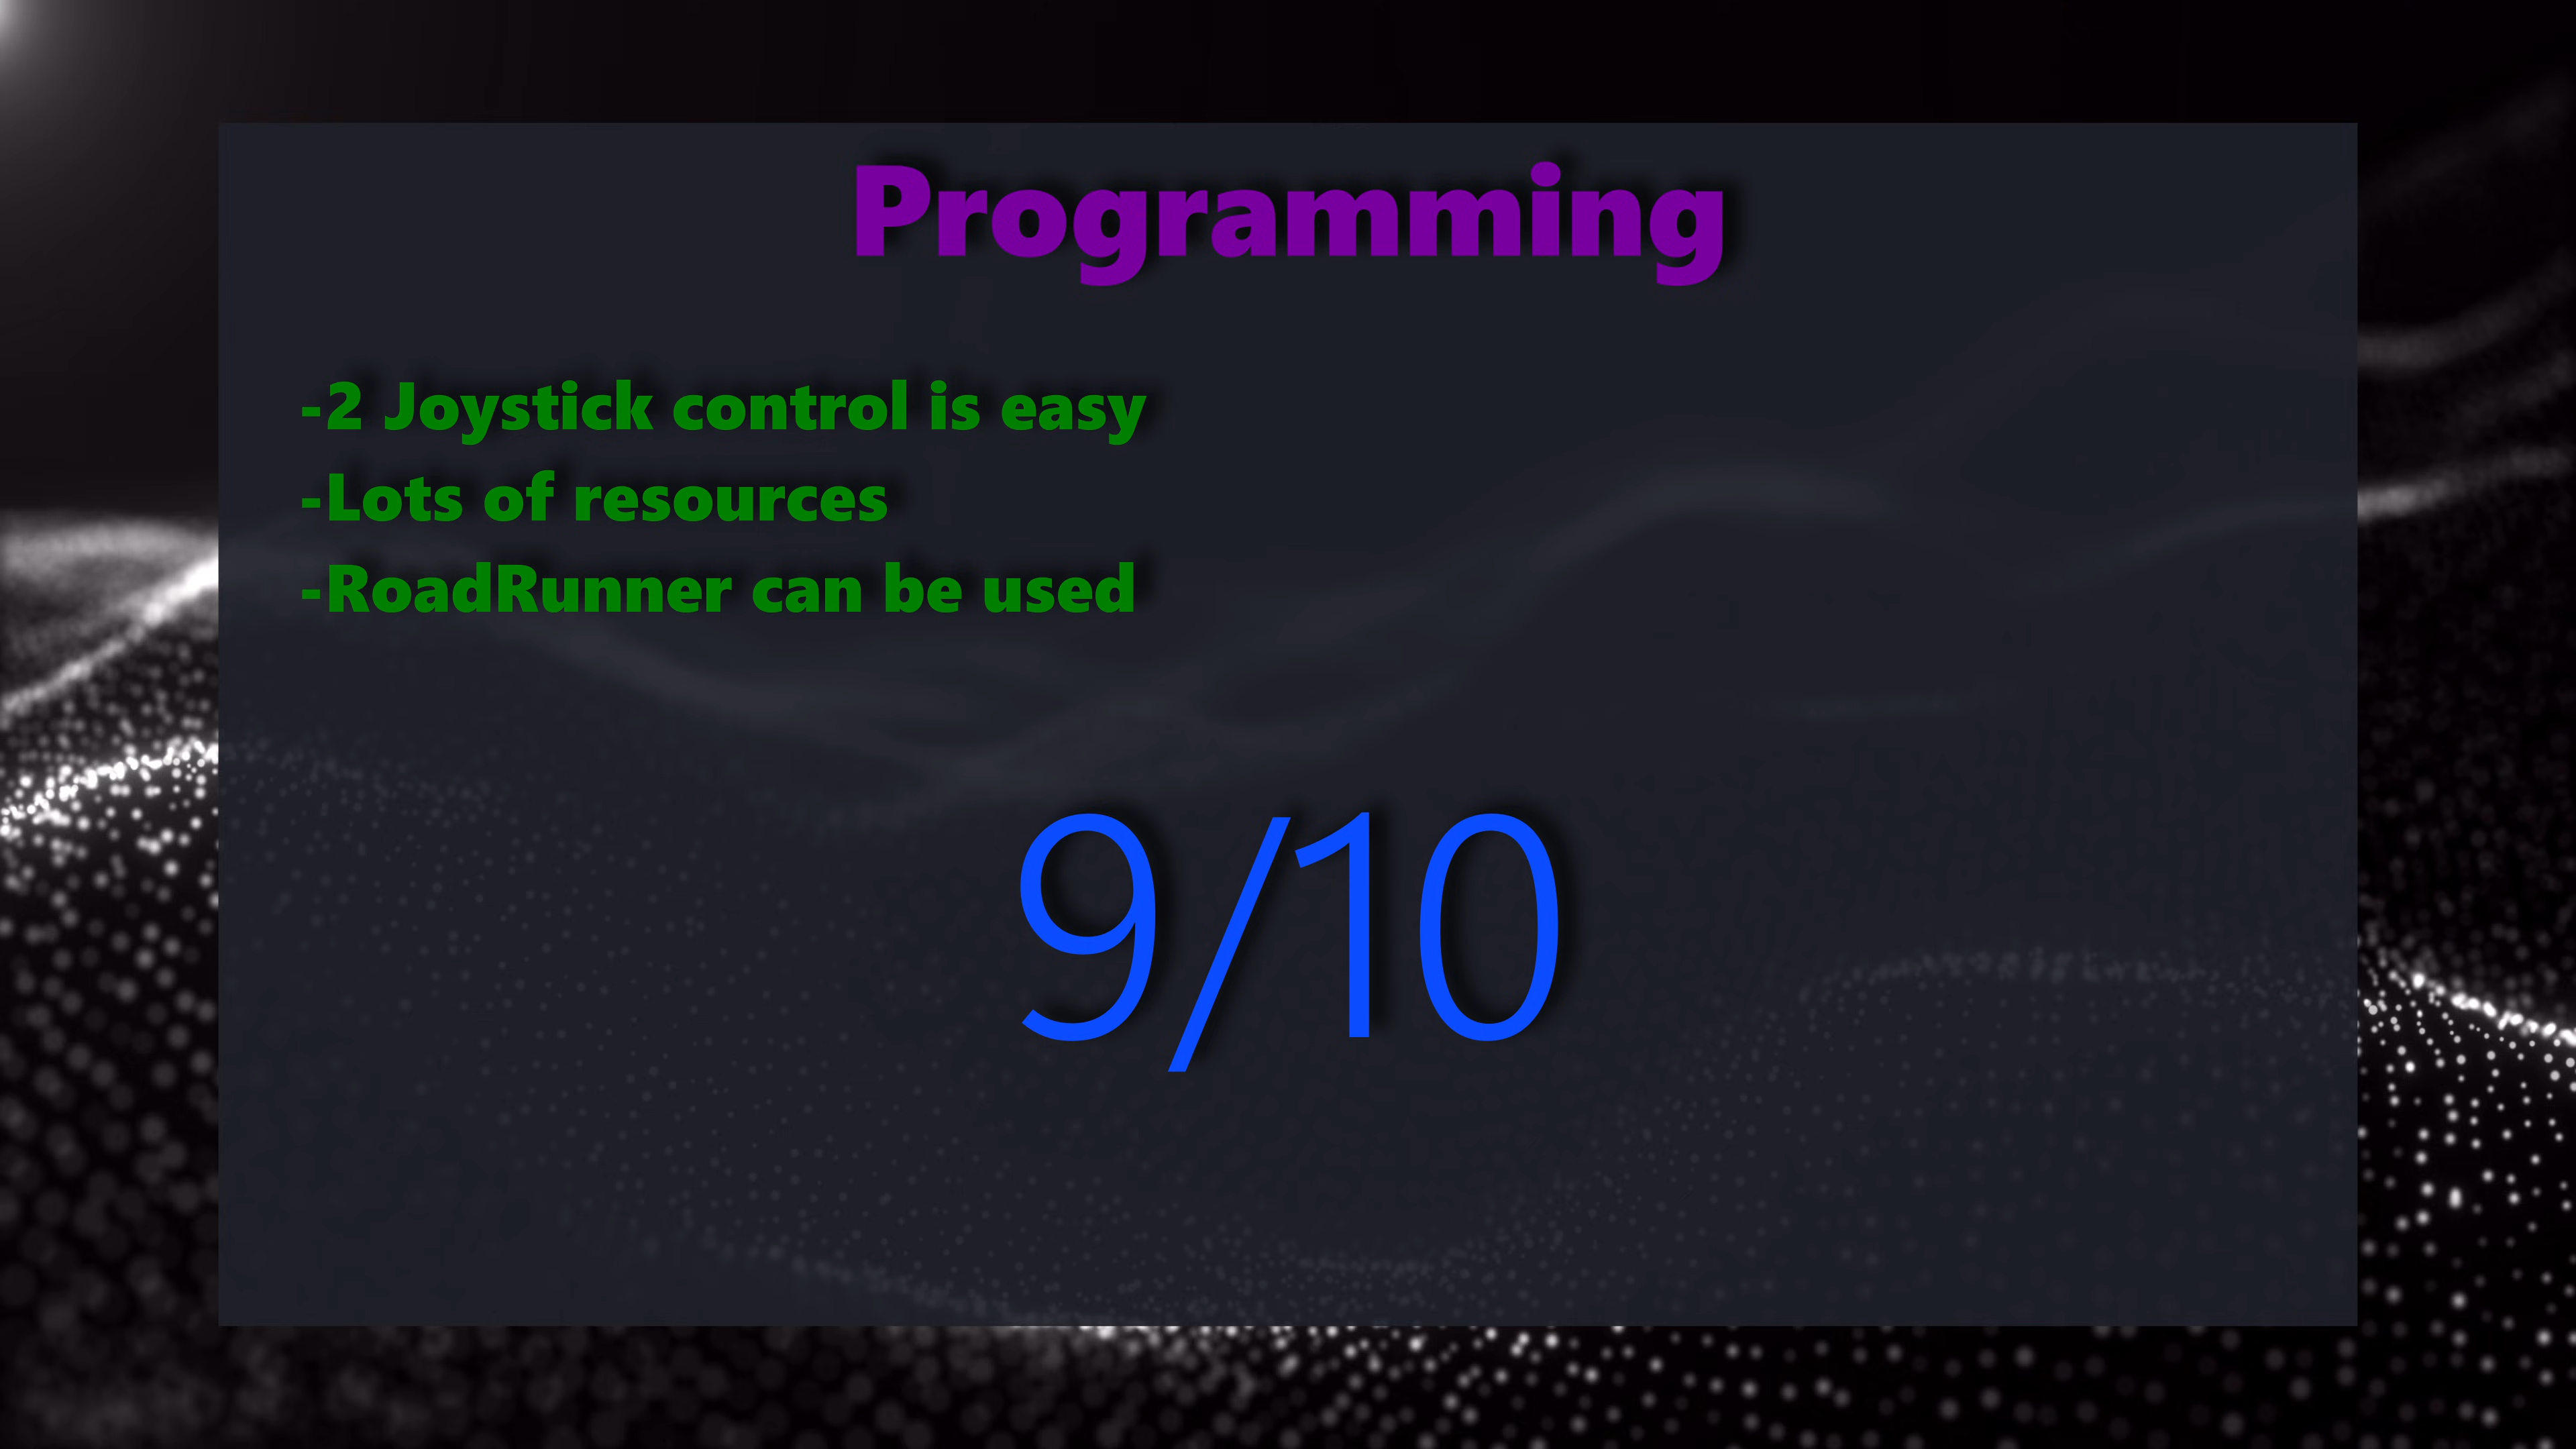 Programming
-2 Joystick control is easy
-Lots of resources
-RoadRunner can be used
9/10